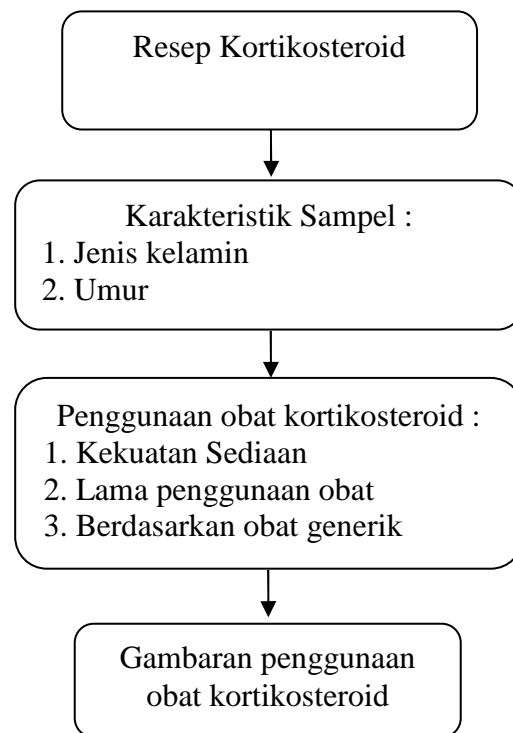 Resep Kortikosteroid
Karakteristik Sampel :
1. Jenis kelamin
2. Umur
Penggunaan obat kortikosteroid :
1. Kekuatan Sediaan
2. Lama penggunaan obat
3. Berdasarkan obat generik
Gambaran penggunaan
obat kortikosteroid